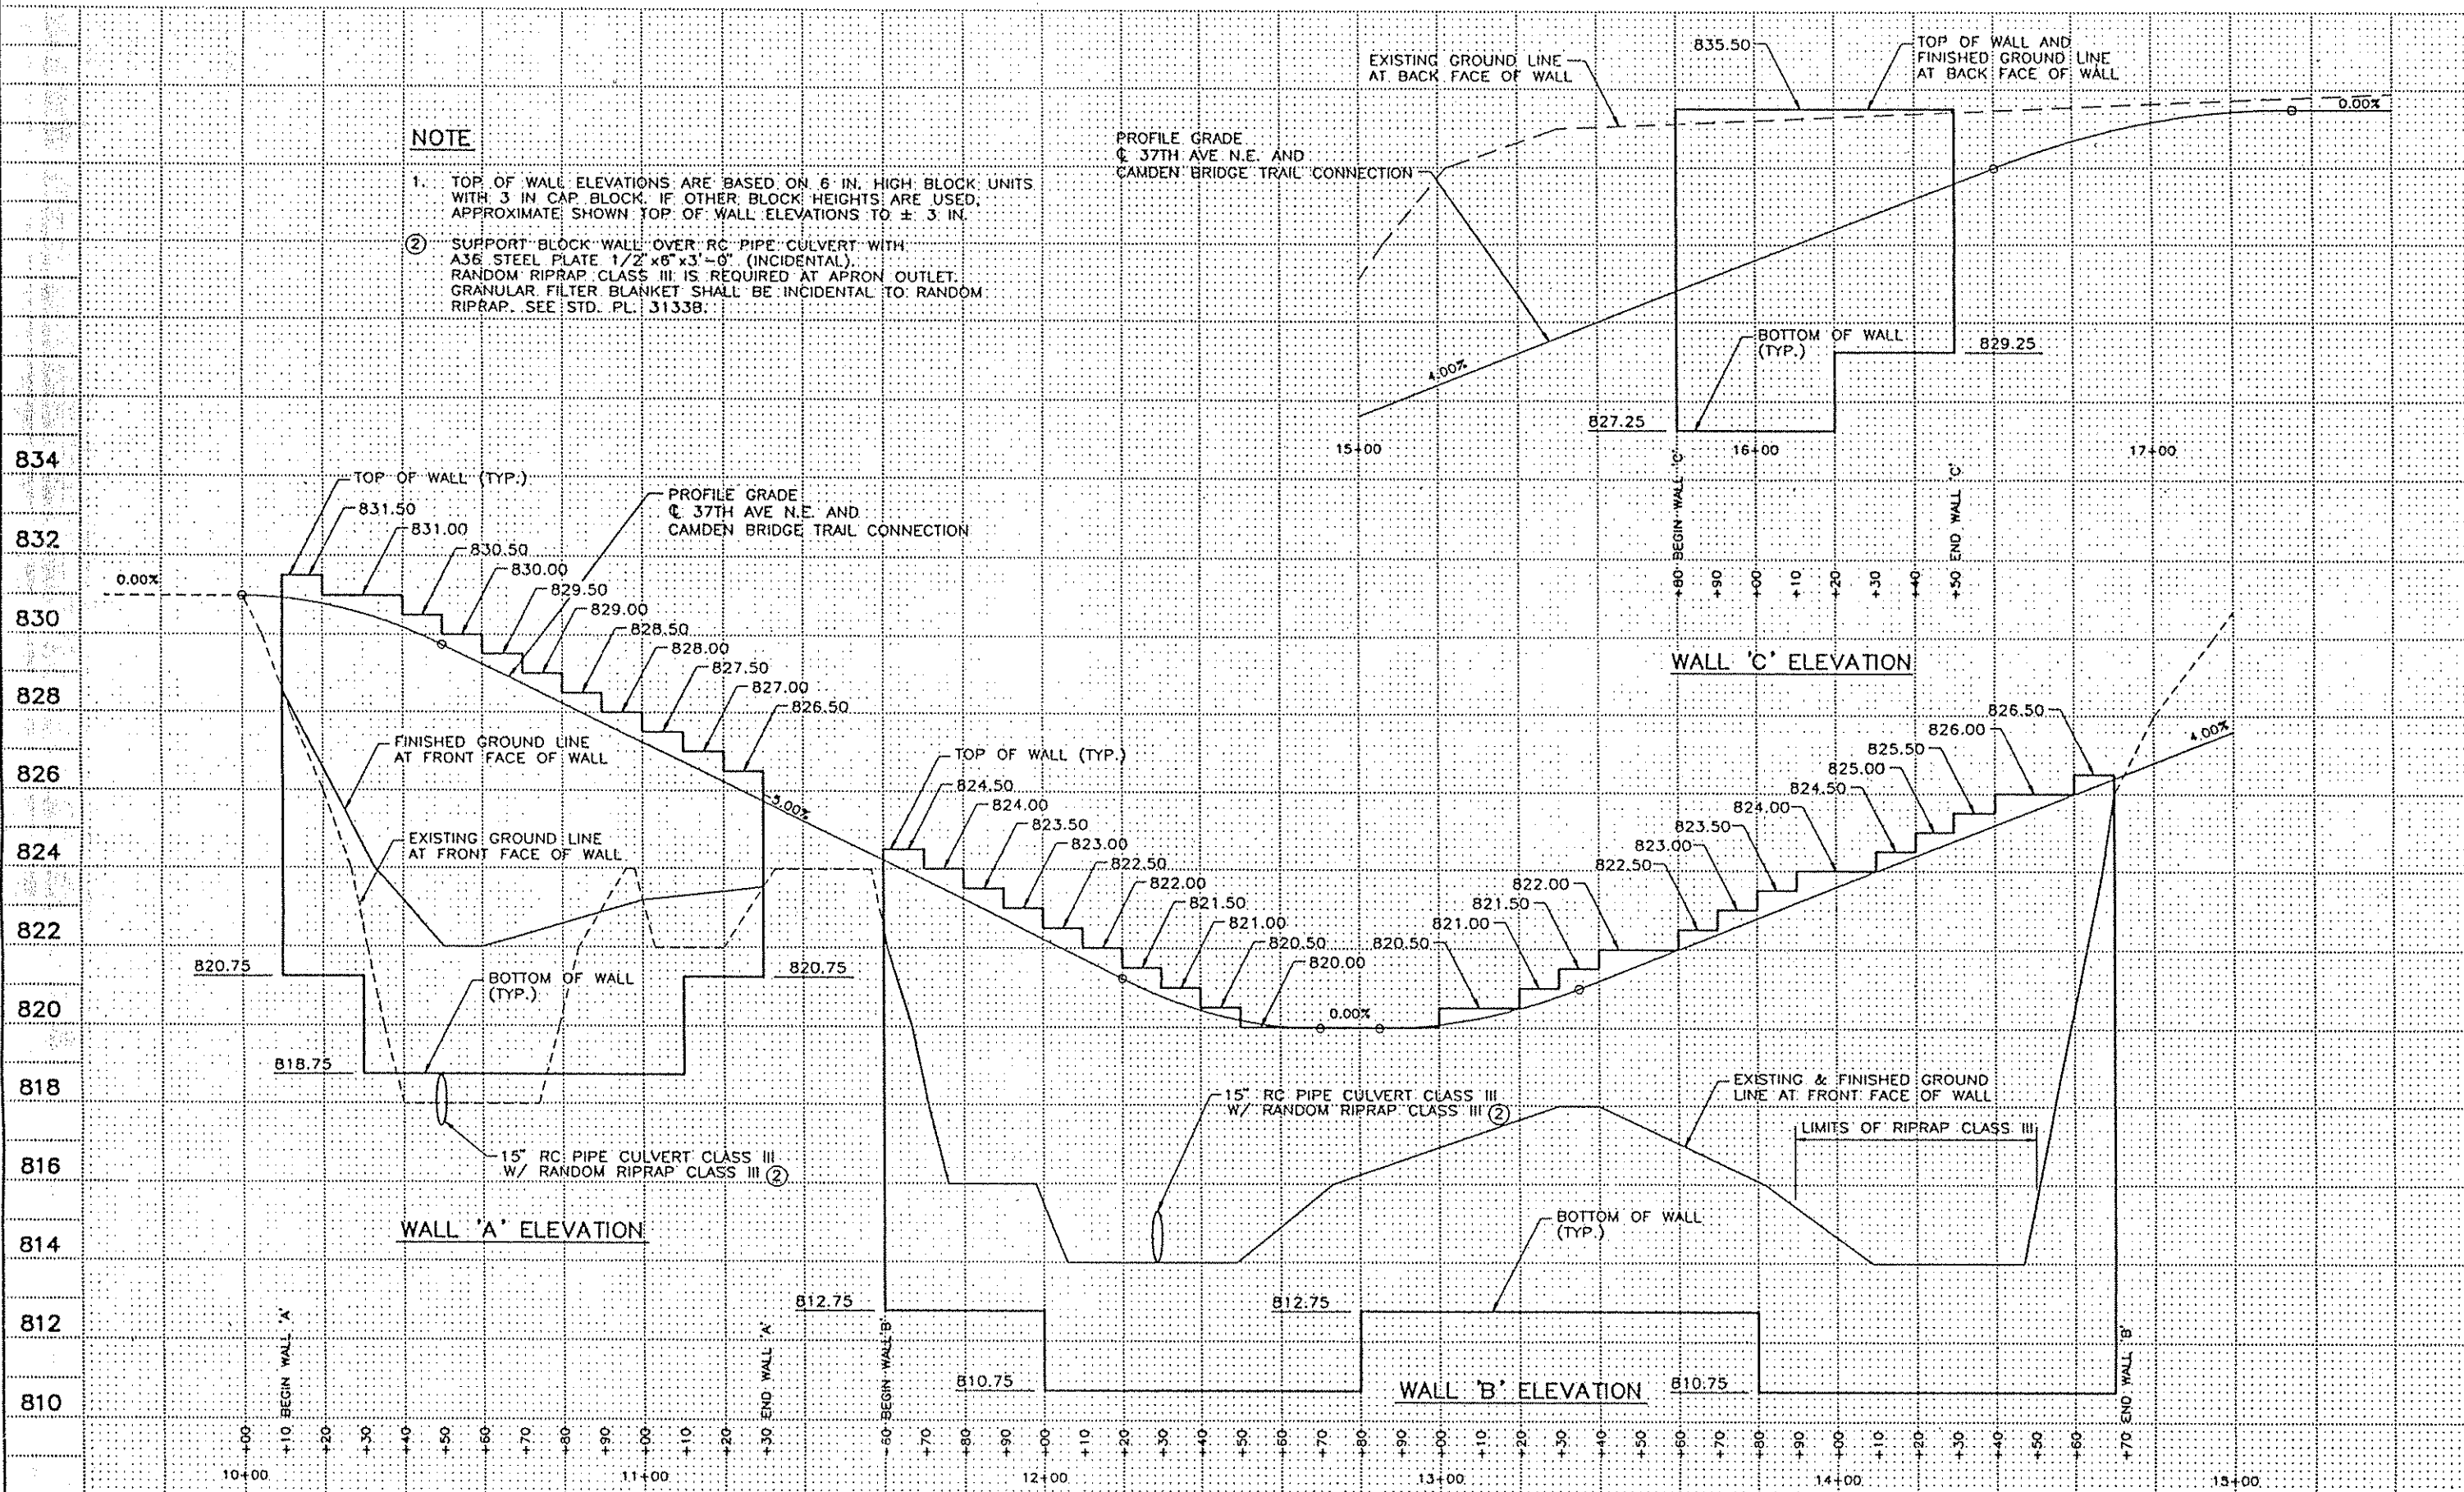 NOTE
1. TOP OF WALL ELEVATIONS ARE BASED ON 6 IN. HIGH BLOCK UNITS
WITH 3 IN CAP BLOCK. IF OTHER BLOCK HEIGHTS ARE USED,
APPROXIMATE SHOWN TOP OF WALL ELEVATIONS TO ± 3 IN.
② SUPPORT BLOCK WALL OVER RC PIPE CULVERT WITH
A36 STEEL PLATE 1/2"x6"x3'-0" (INCIDENTAL).
RANDOM RIPRAP CLASS III IS REQUIRED AT APRON OUTLET.
GRANULAR FILTER BLANKET SHALL BE INCIDENTAL TO RANDOM
RIPRAP. SEE STD. PL. 3133B.
EXISTING GROUND LINE
AT BACK FACE OF WALL
835.50
TOP OF WALL AND
FINISHED GROUND LINE
AT BACK FACE OF WALL
0.00%
PROFILE GRADE
℄ 37TH AVE N.E. AND
CAMDEN BRIDGE TRAIL CONNECTION
4.00%
BOTTOM OF WALL
(TYP.)
829.25
827.25
15+00
16+00
17+00
+80 BEGIN WALL 'C'
+90
+00
+10
+20
+30
+40
+50 END WALL 'C'
WALL 'C' ELEVATION
834
832
830
828
826
824
822
820
818
816
814
812
810
0.00%
TOP OF WALL (TYP.)
831.50
831.00
830.50
830.00
829.50
829.00
828.50
828.00
827.50
827.00
826.50
PROFILE GRADE
℄ 37TH AVE N.E. AND
CAMDEN BRIDGE TRAIL CONNECTION
FINISHED GROUND LINE
AT FRONT FACE OF WALL
EXISTING GROUND LINE
AT FRONT FACE OF WALL
-5.00%
820.75
820.75
BOTTOM OF WALL
(TYP.)
818.75
15" RC PIPE CULVERT CLASS III
W/ RANDOM RIPRAP CLASS III ②
WALL 'A' ELEVATION
TOP OF WALL (TYP.)
824.50
824.00
823.50
823.00
822.50
822.00
821.50
821.00
820.50
820.00
0.00%
820.50
821.00
821.50
822.00
822.50
823.00
823.50
824.00
824.50
825.00
825.50
826.00
826.50
4.00%
15" RC PIPE CULVERT CLASS III
W/ RANDOM RIPRAP CLASS III ②
EXISTING & FINISHED GROUND
LINE AT FRONT FACE OF WALL
LIMITS OF RIPRAP CLASS III
BOTTOM OF WALL
(TYP.)
812.75
812.75
810.75
810.75
WALL 'B' ELEVATION
+00
+10 BEGIN WALL 'A'
+20
+30
+40
+50
+60
+70
+80
+90
+00
+10
+20
+30 END WALL 'A'
+60 BEGIN WALL 'B'
+70
+80
+90
+00
+10
+20
+30
+40
+50
+60
+70
+80
+90
+00
+10
+20
+30
+40
+50
+60
+70
+80
+90
+00
+10
+20
+30
+40
+50
+60
+70 END WALL 'B'
10+00
11+00
12+00
13+00
14+00
15+00